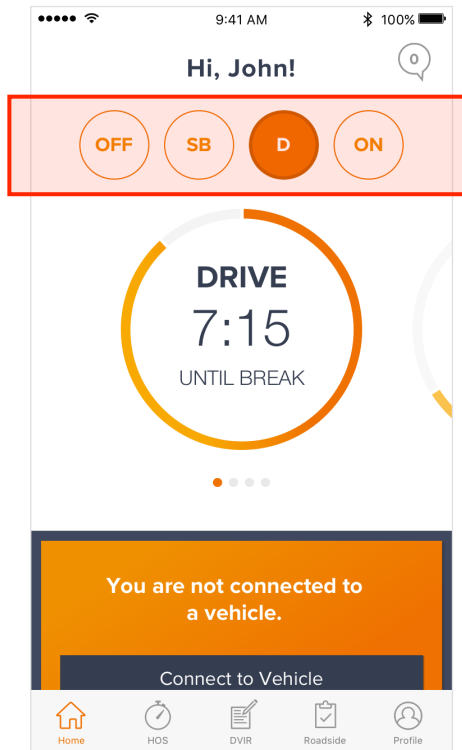 9:41 AM
100%
Hi, John!
0
OFF SB D ON
DRIVE
7:15
UNTIL BREAK
You are not connected to
a vehicle.
Connect to Vehicle
Home HOS DVIR Roadside Profile